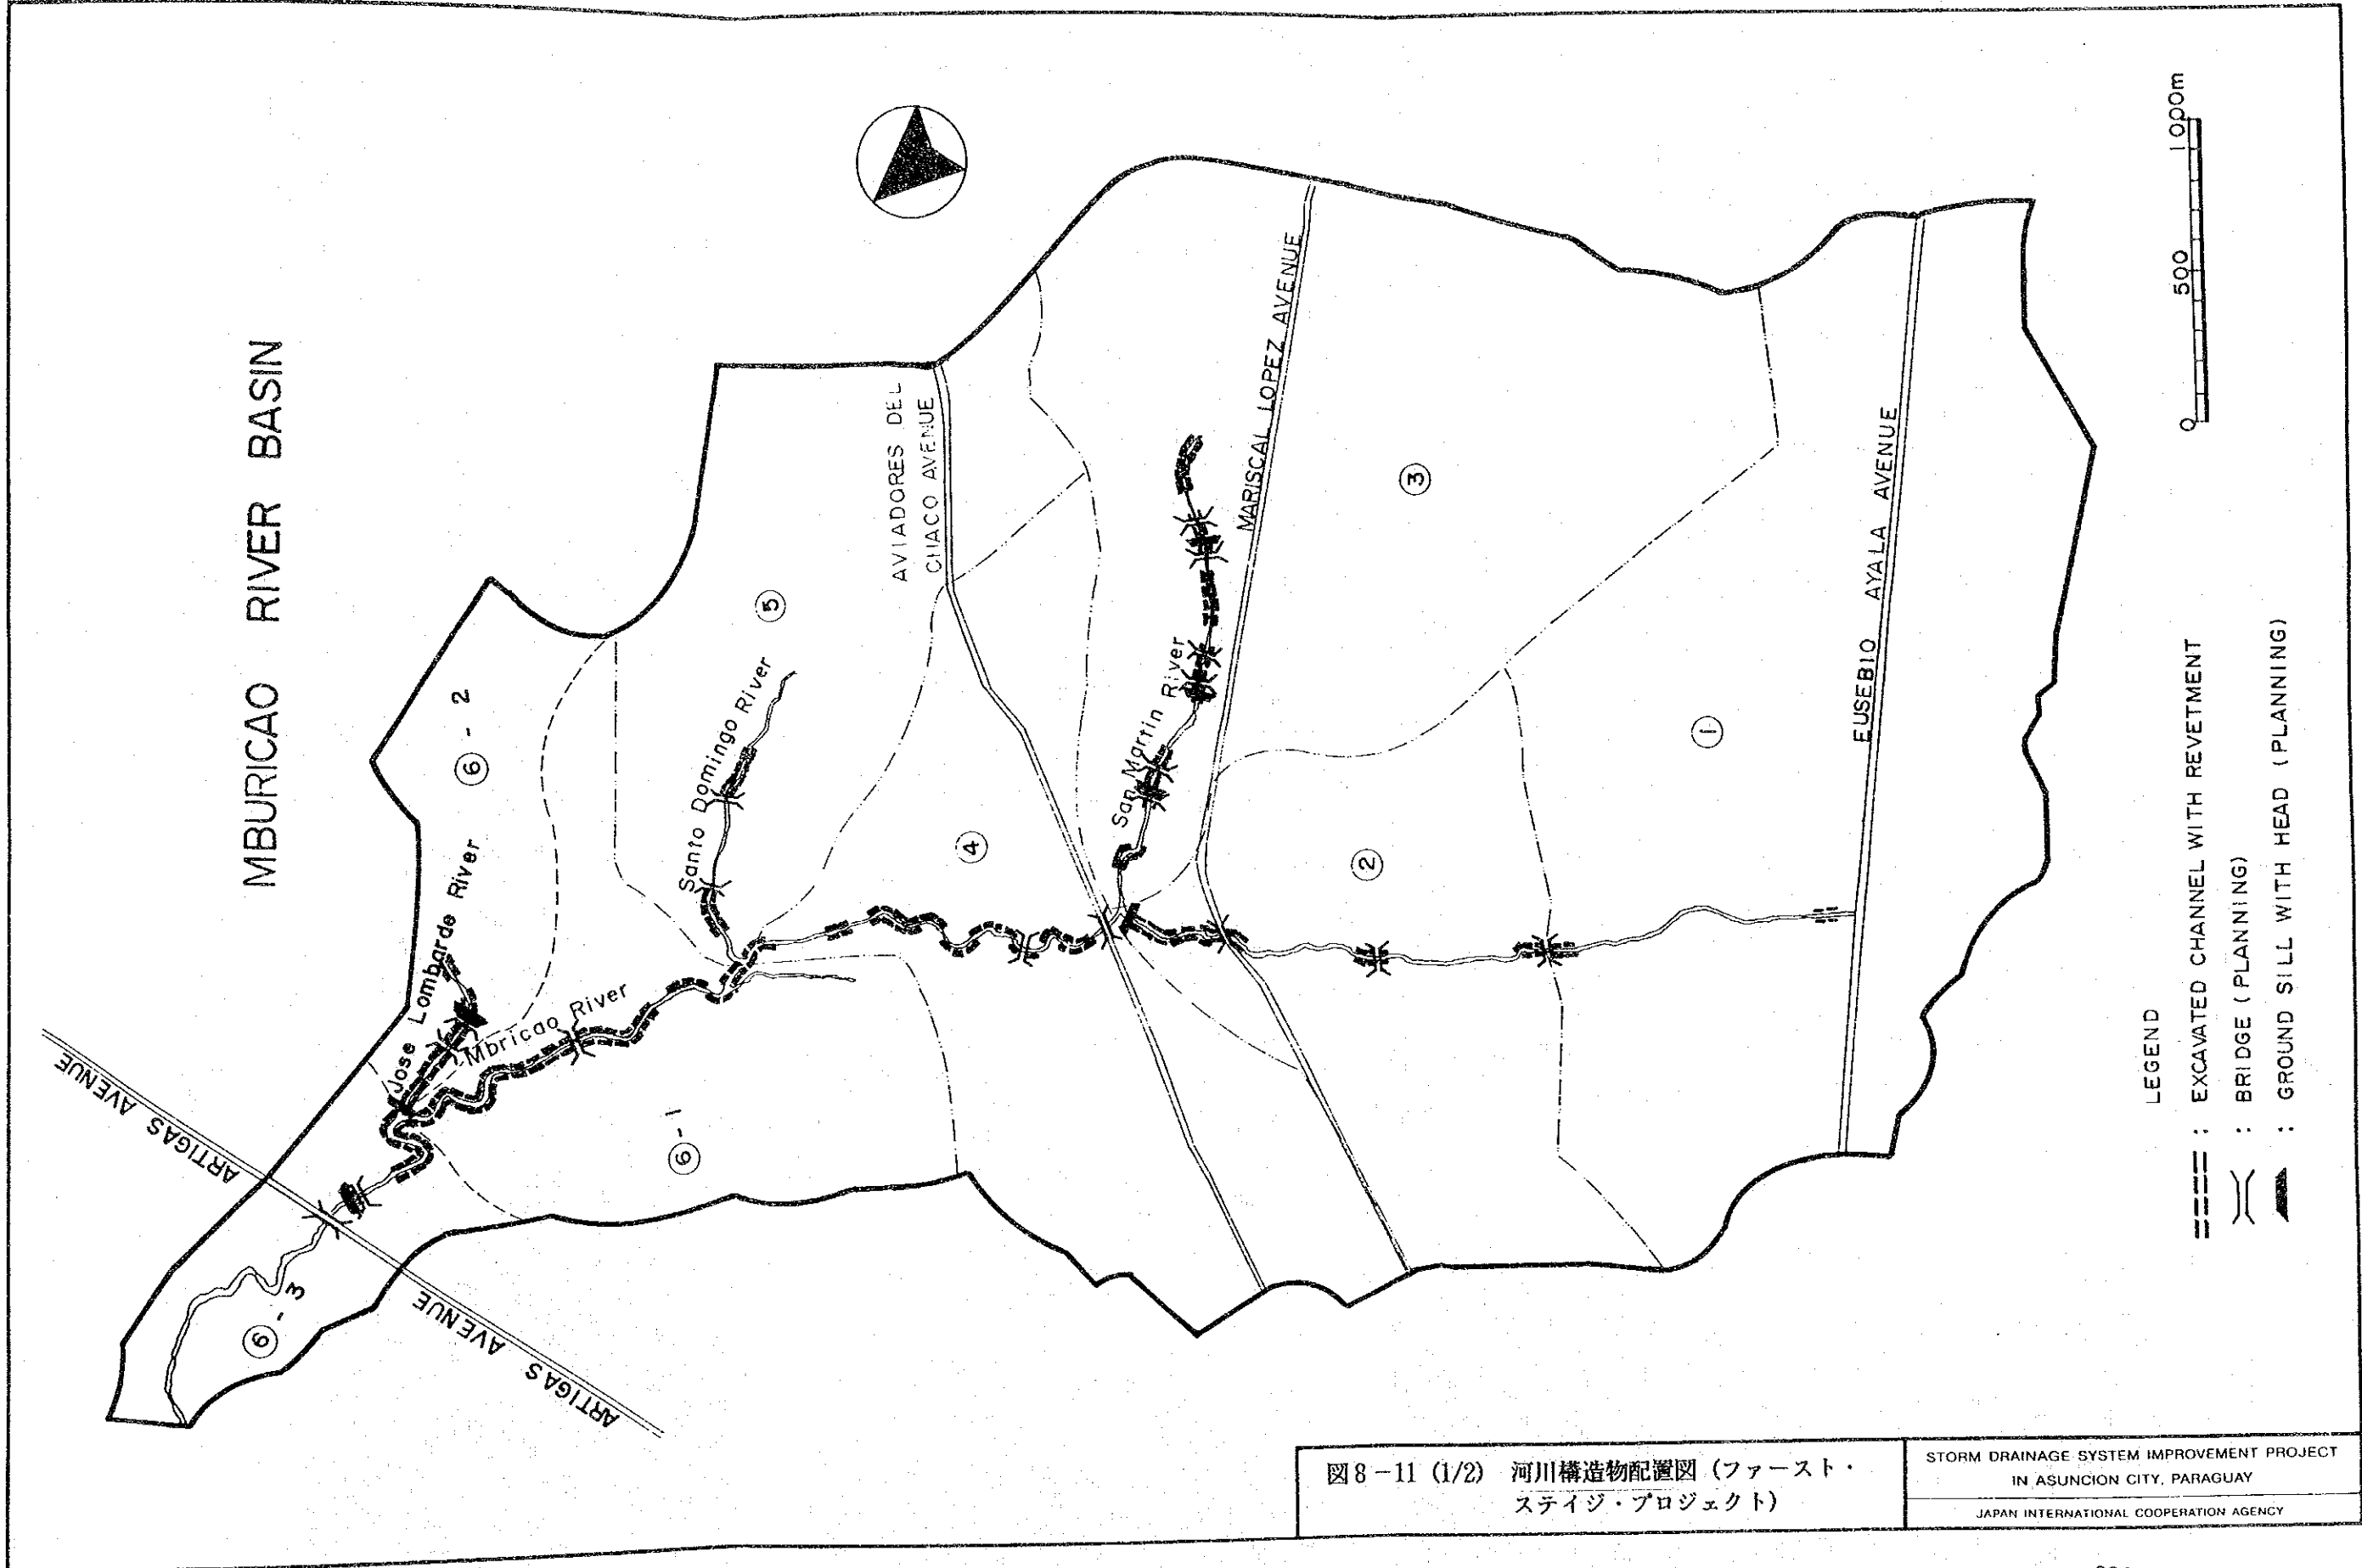 MBURICAO RIVER BASIN
ARTIGAS AVENUE
ARTIGAS AVENUE
Jose Lombarde River
Mbricao River
Santo Domingo River
San Martin River
AVIADORES DEL
CHACO AVENUE
MARISCAL LOPEZ AVENUE
EUSEBIO AYALA AVENUE
①
②
③
④
⑤
⑥ - 1
⑥ - 2
⑥ - 3
0 500 1000m
LEGEND
: EXCAVATED CHANNEL WITH REVETMENT
: BRIDGE (PLANNING)
: GROUND SILL WITH HEAD (PLANNING)
図8-11 (1/2) 河川構造物配置図(ファースト・
ステイジ・プロジェクト)
STORM DRAINAGE SYSTEM IMPROVEMENT PROJECT
IN ASUNCION CITY, PARAGUAY
JAPAN INTERNATIONAL COOPERATION AGENCY